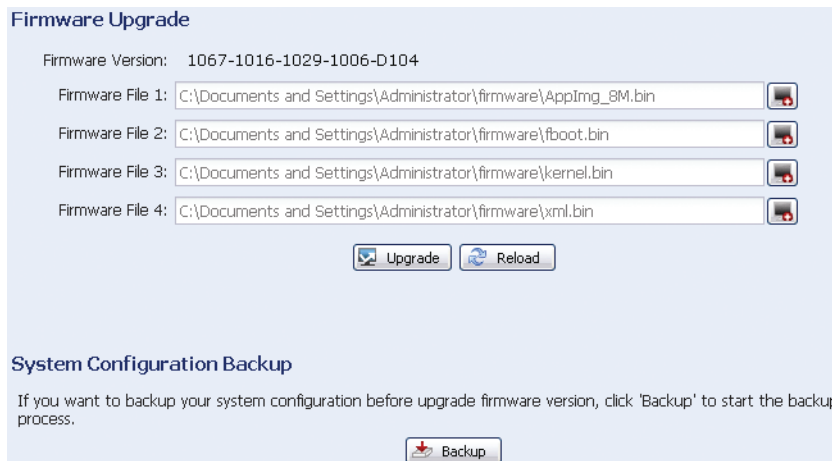 Firmware Upgrade
Firmware Version: 1067-1016-1029-1006-D104
Firmware File 1: C:\Documents and Settings\Administrator\firmware\AppImg_8M.bin
Firmware File 2: C:\Documents and Settings\Administrator\firmware\fboot.bin
Firmware File 3: C:\Documents and Settings\Administrator\firmware\kernel.bin
Firmware File 4: C:\Documents and Settings\Administrator\firmware\xml.bin
Upgrade Reload
System Configuration Backup
If you want to backup your system configuration before upgrade firmware version, click 'Backup' to start the backup
process.
Backup